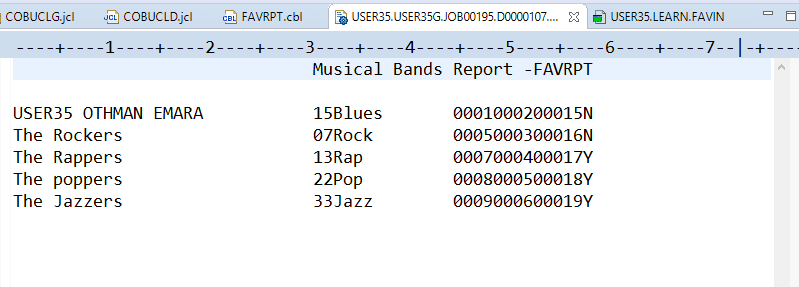 COBUCLG.jcl COBUCLD.jcl FAVRPT.cbl USER35.USER35G.JOB00195.D0000107.... USER35.LEARN.FAVIN
----+----1----+----2----+----3----+----4----+----5----+----6----+----7--|-+----
Musical Bands Report -FAVRPT
USER35 OTHMAN EMARA 15Blues 0001000200015N
The Rockers 07Rock 0005000300016N
The Rappers 13Rap 0007000400017Y
The poppers 22Pop 0008000500018Y
The Jazzers 33Jazz 0009000600019Y